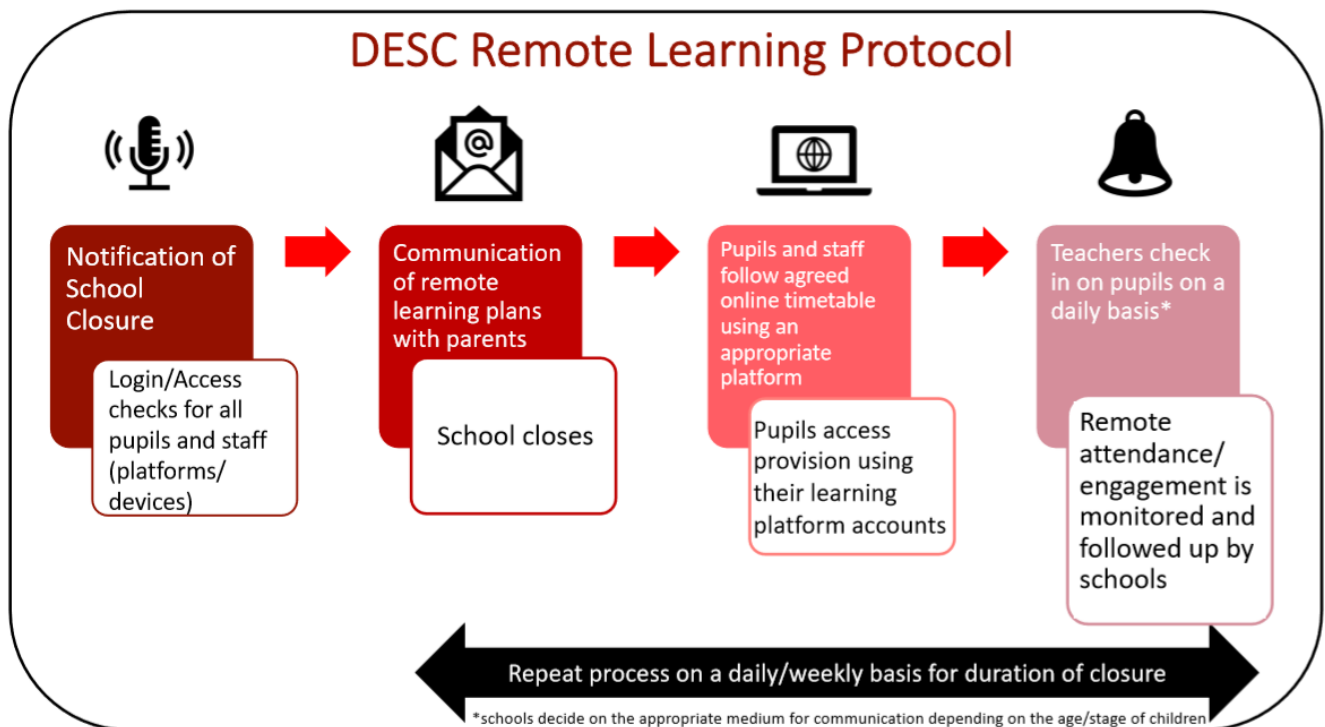 DESC Remote Learning Protocol
@
Notification of
School
Closure
Login/Access
checks for all
pupils and staff
(platforms/
devices)
Communication
of remote
learning plans
with parents
School closes
Pupils and staff
follow agreed
online timetable
using an
appropriate
platform
Pupils access
provision using
their learning
platform accounts
Teachers check
in on pupils on a
daily basis*
Remote
attendance/
engagement is
monitored and
followed up by
schools
Repeat process on a daily/weekly basis for duration of closure
*schools decide on the appropriate medium for communication depending on the age/stage of children